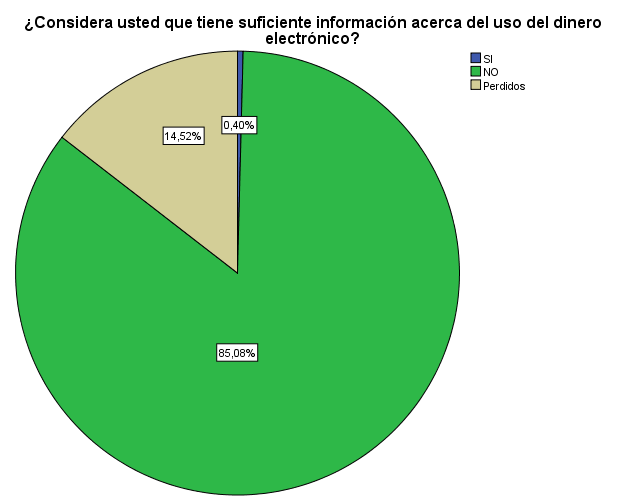 ¿Considera usted que tiene suficiente información acerca del uso del dinero
electrónico?
SI
NO
Perdidos
0,40%
14,52%
85,08%